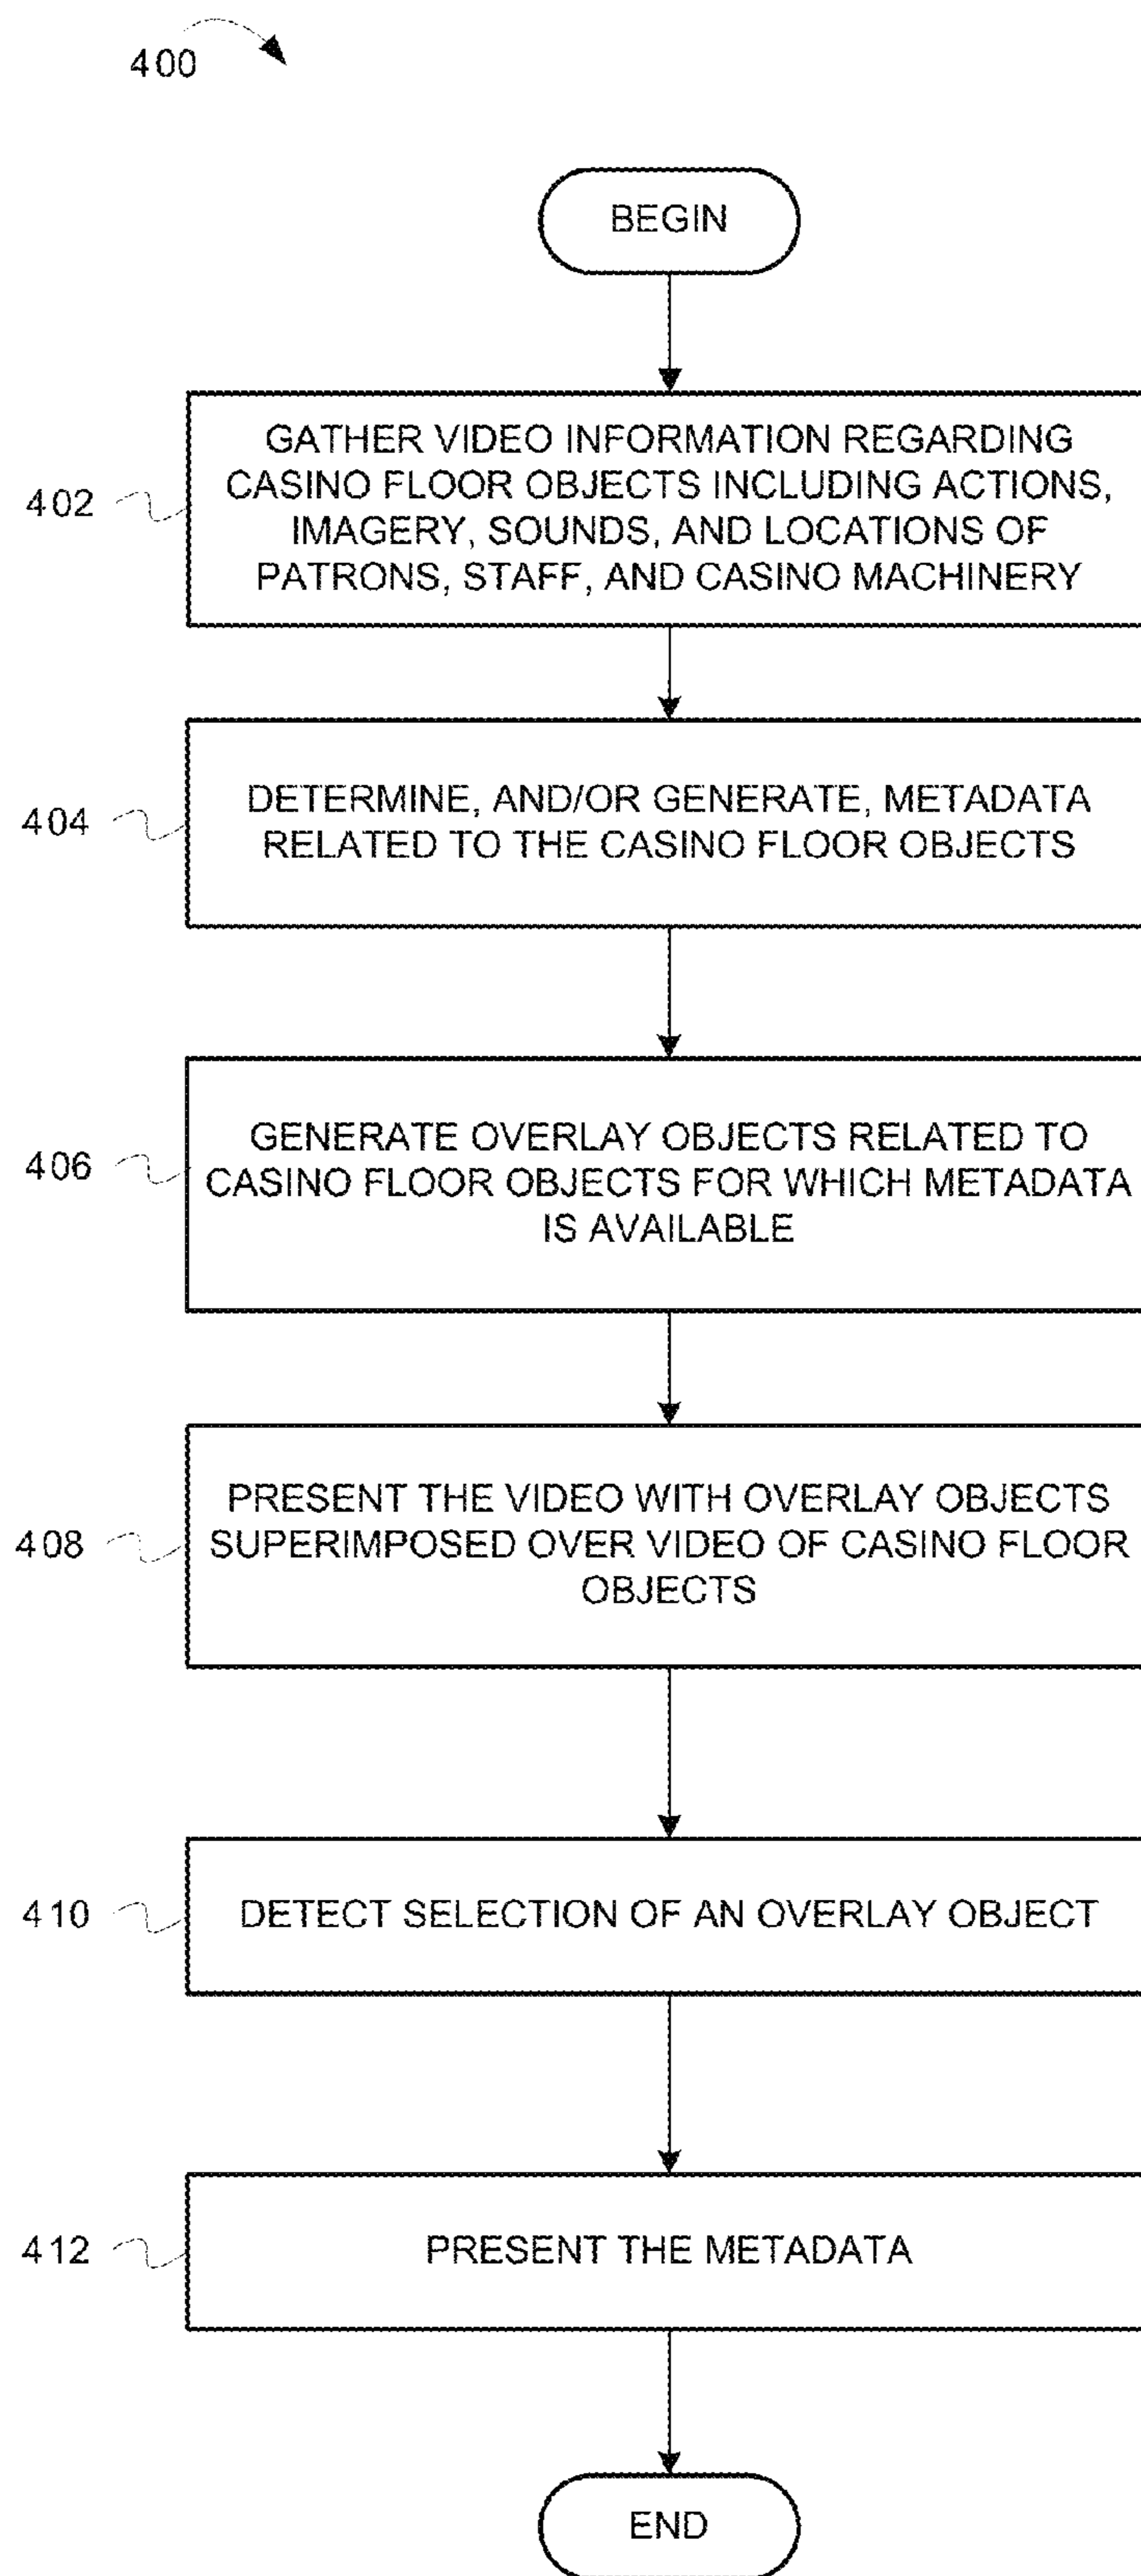 400
BEGIN
402
GATHER VIDEO INFORMATION REGARDING
CASINO FLOOR OBJECTS INCLUDING ACTIONS,
IMAGERY, SOUNDS, AND LOCATIONS OF
PATRONS, STAFF, AND CASINO MACHINERY
404
DETERMINE, AND/OR GENERATE, METADATA
RELATED TO THE CASINO FLOOR OBJECTS
406
GENERATE OVERLAY OBJECTS RELATED TO
CASINO FLOOR OBJECTS FOR WHICH METADATA
IS AVAILABLE
408
PRESENT THE VIDEO WITH OVERLAY OBJECTS
SUPERIMPOSED OVER VIDEO OF CASINO FLOOR
OBJECTS
410
DETECT SELECTION OF AN OVERLAY OBJECT
412
PRESENT THE METADATA
END